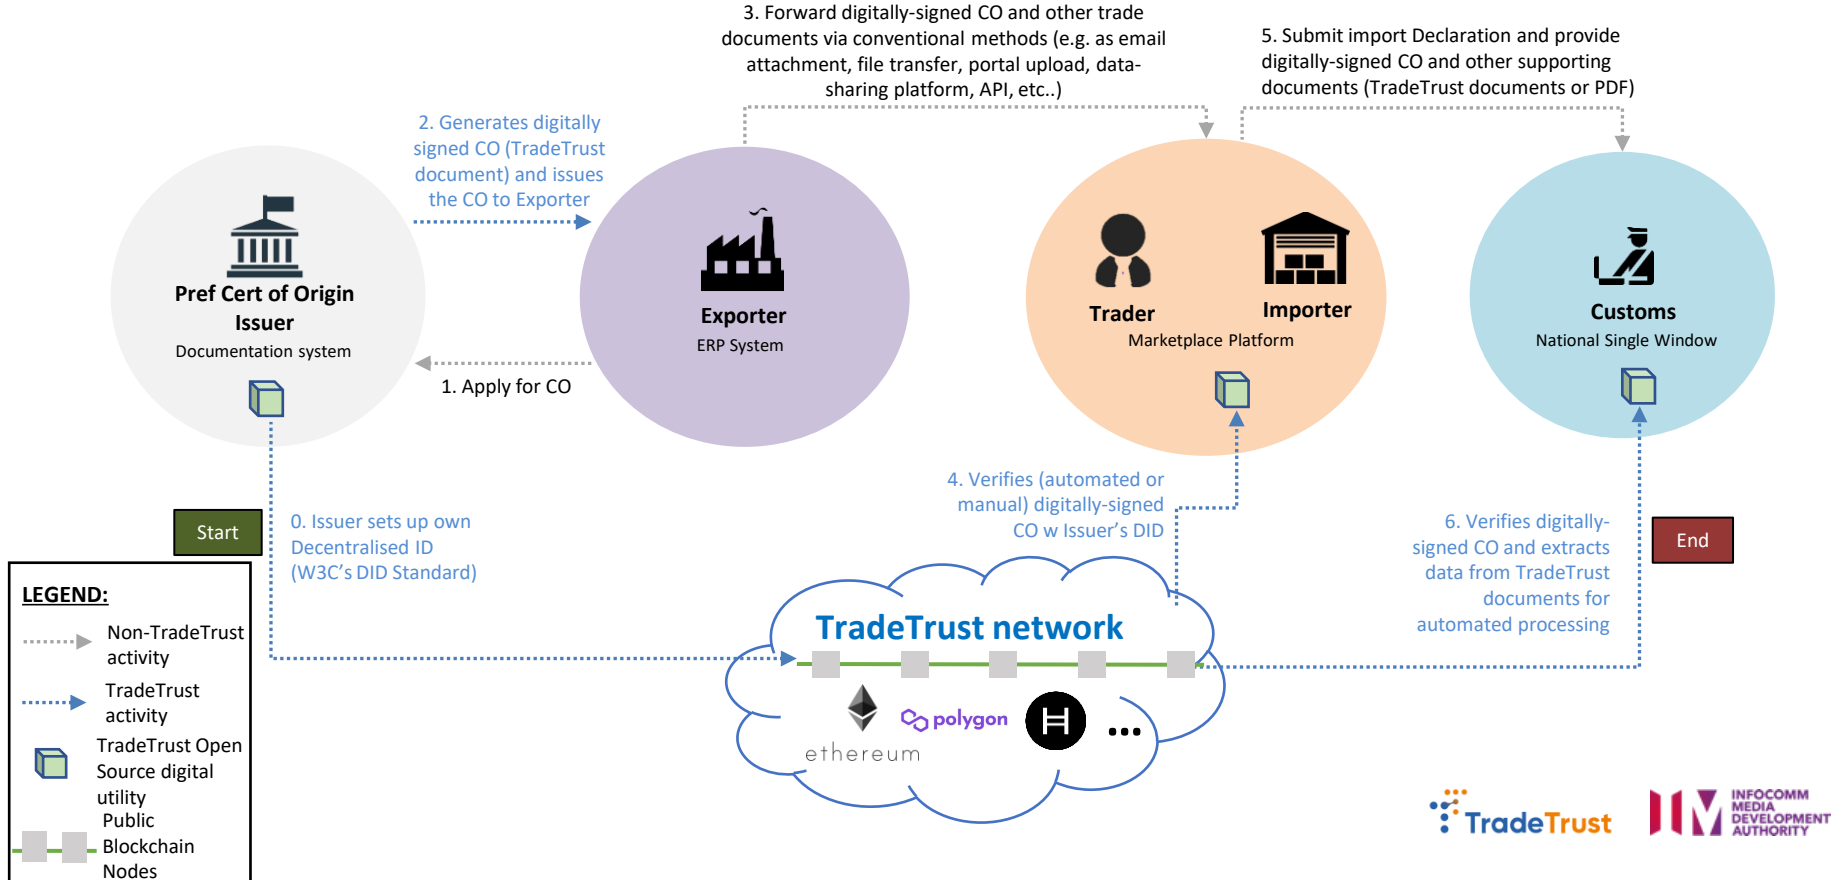 3. Forward digitally-signed CO and other trade
documents via conventional methods (e.g. as email
attachment, file transfer, portal upload, data-
sharing platform, API, etc..)
5. Submit import Declaration and provide
digitally-signed CO and other supporting
documents (TradeTrust documents or PDF)
2. Generates digitally
signed CO (TradeTrust
document) and issues
the CO to Exporter
Pref Cert of Origin
Issuer
Documentation system
Exporter
ERP System
Trader
Importer
Marketplace Platform
Customs
National Single Window
1. Apply for CO
Start
0. Issuer sets up own
Decentralised ID
(W3C's DID Standard)
4. Verifies (automated or
manual) digitally-signed
CO w Issuer's DID
6. Verifies digitally-
signed CO and extracts
data from TradeTrust
documents for
automated processing
End
LEGEND:
Non-TradeTrust
activity
TradeTrust
activity
TradeTrust Open
Source digital
utility
Public
Blockchain
Nodes
TradeTrust network
ethereum
polygon
...
TradeTrust
INFOCOMM
MEDIA
DEVELOPMENT
AUTHORITY